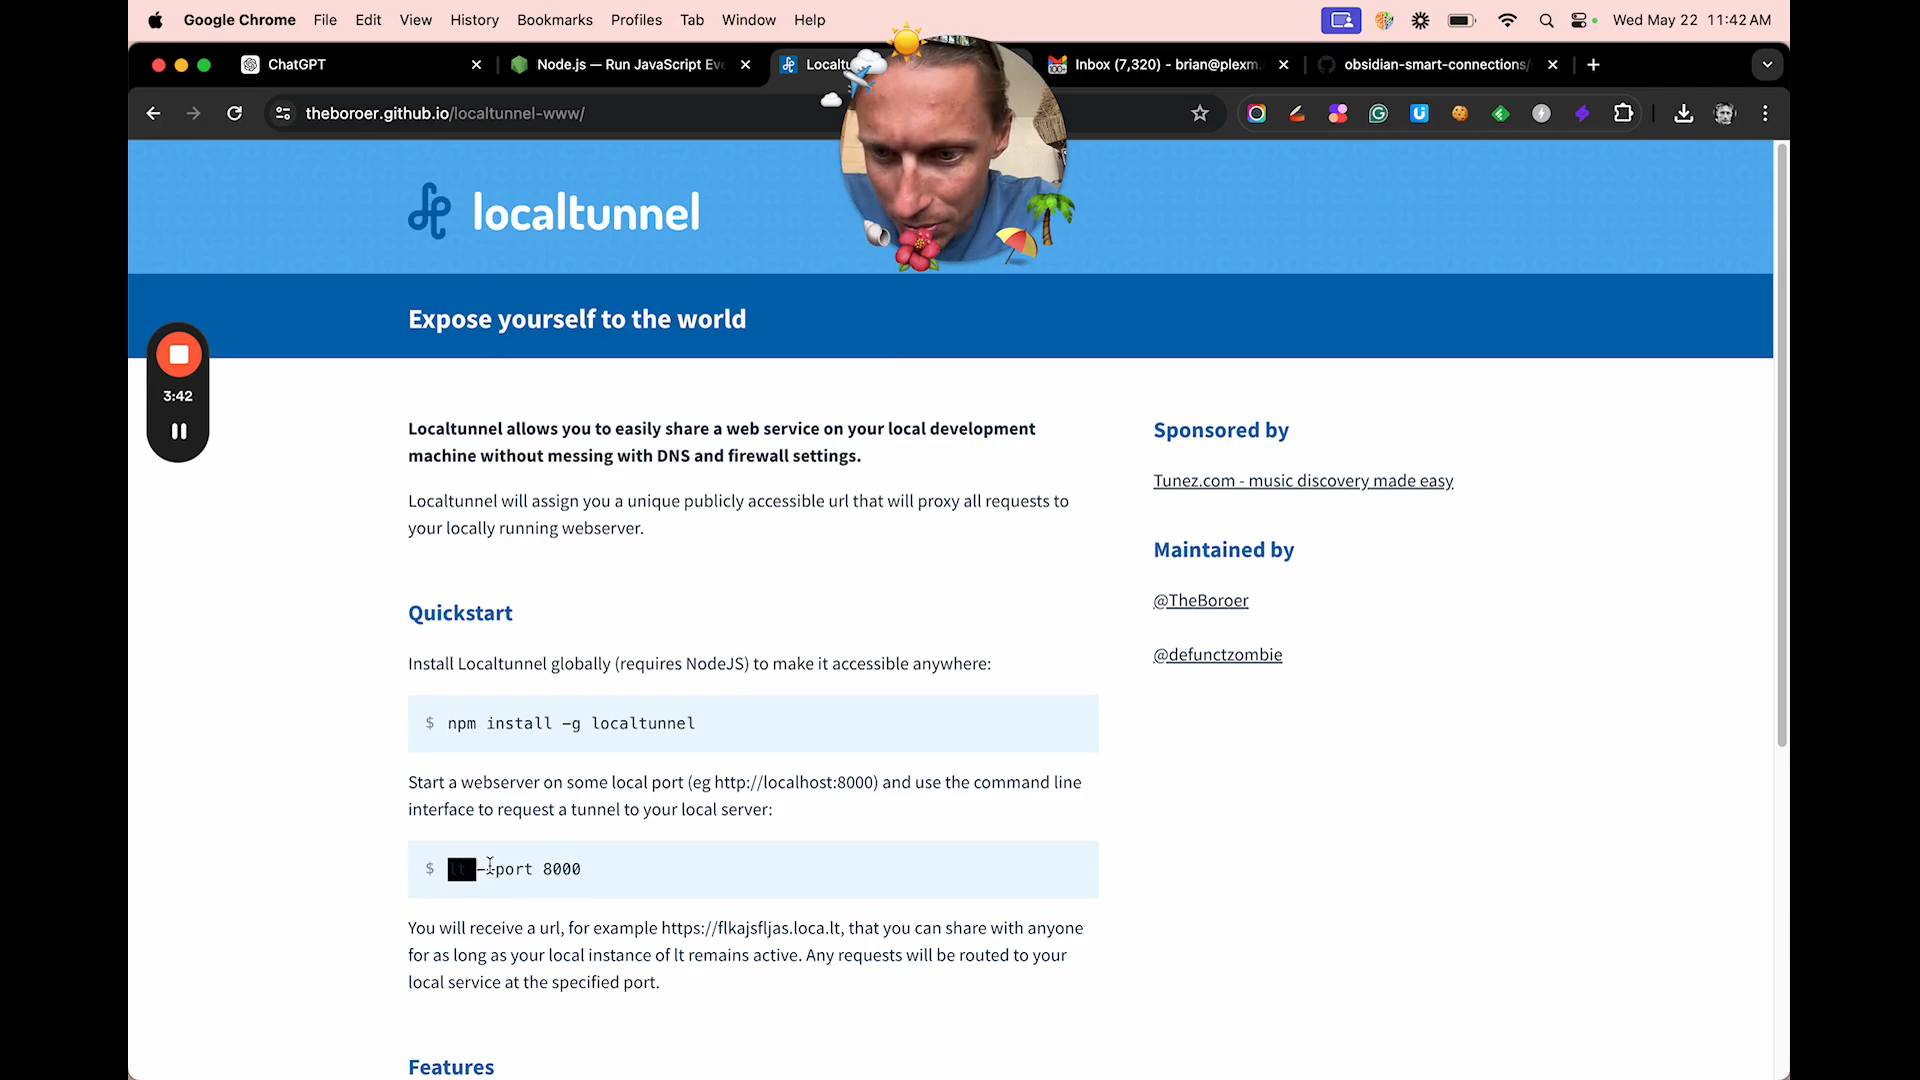 Google Chrome File Edit View History Bookmarks Profiles Tab Window Help Wed May 22 11:42 AM
ChatGPT Node.js — Run JavaScript Eve Localtu Inbox (7,320) - brian@plexm. obsidian-smart-connections/
theboroer.github.io/localtunnel-www/
localtunnel
Expose yourself to the world
3:42
Localtunnel allows you to easily share a web service on your local development
machine without messing with DNS and firewall settings.
Localtunnel will assign you a unique publicly accessible url that will proxy all requests to
your locally running webserver.
Quickstart
Install Localtunnel globally (requires NodeJS) to make it accessible anywhere:
$ npm install -g localtunnel
Start a webserver on some local port (eg http://localhost:8000) and use the command line
interface to request a tunnel to your local server:
$ lt --port 8000
You will receive a url, for example https://flkajsfljas.loca.lt, that you can share with anyone
for as long as your local instance of lt remains active. Any requests will be routed to your
local service at the specified port.
Features
Sponsored by
Tunez.com - music discovery made easy
Maintained by
@TheBoroer
@defunctzombie